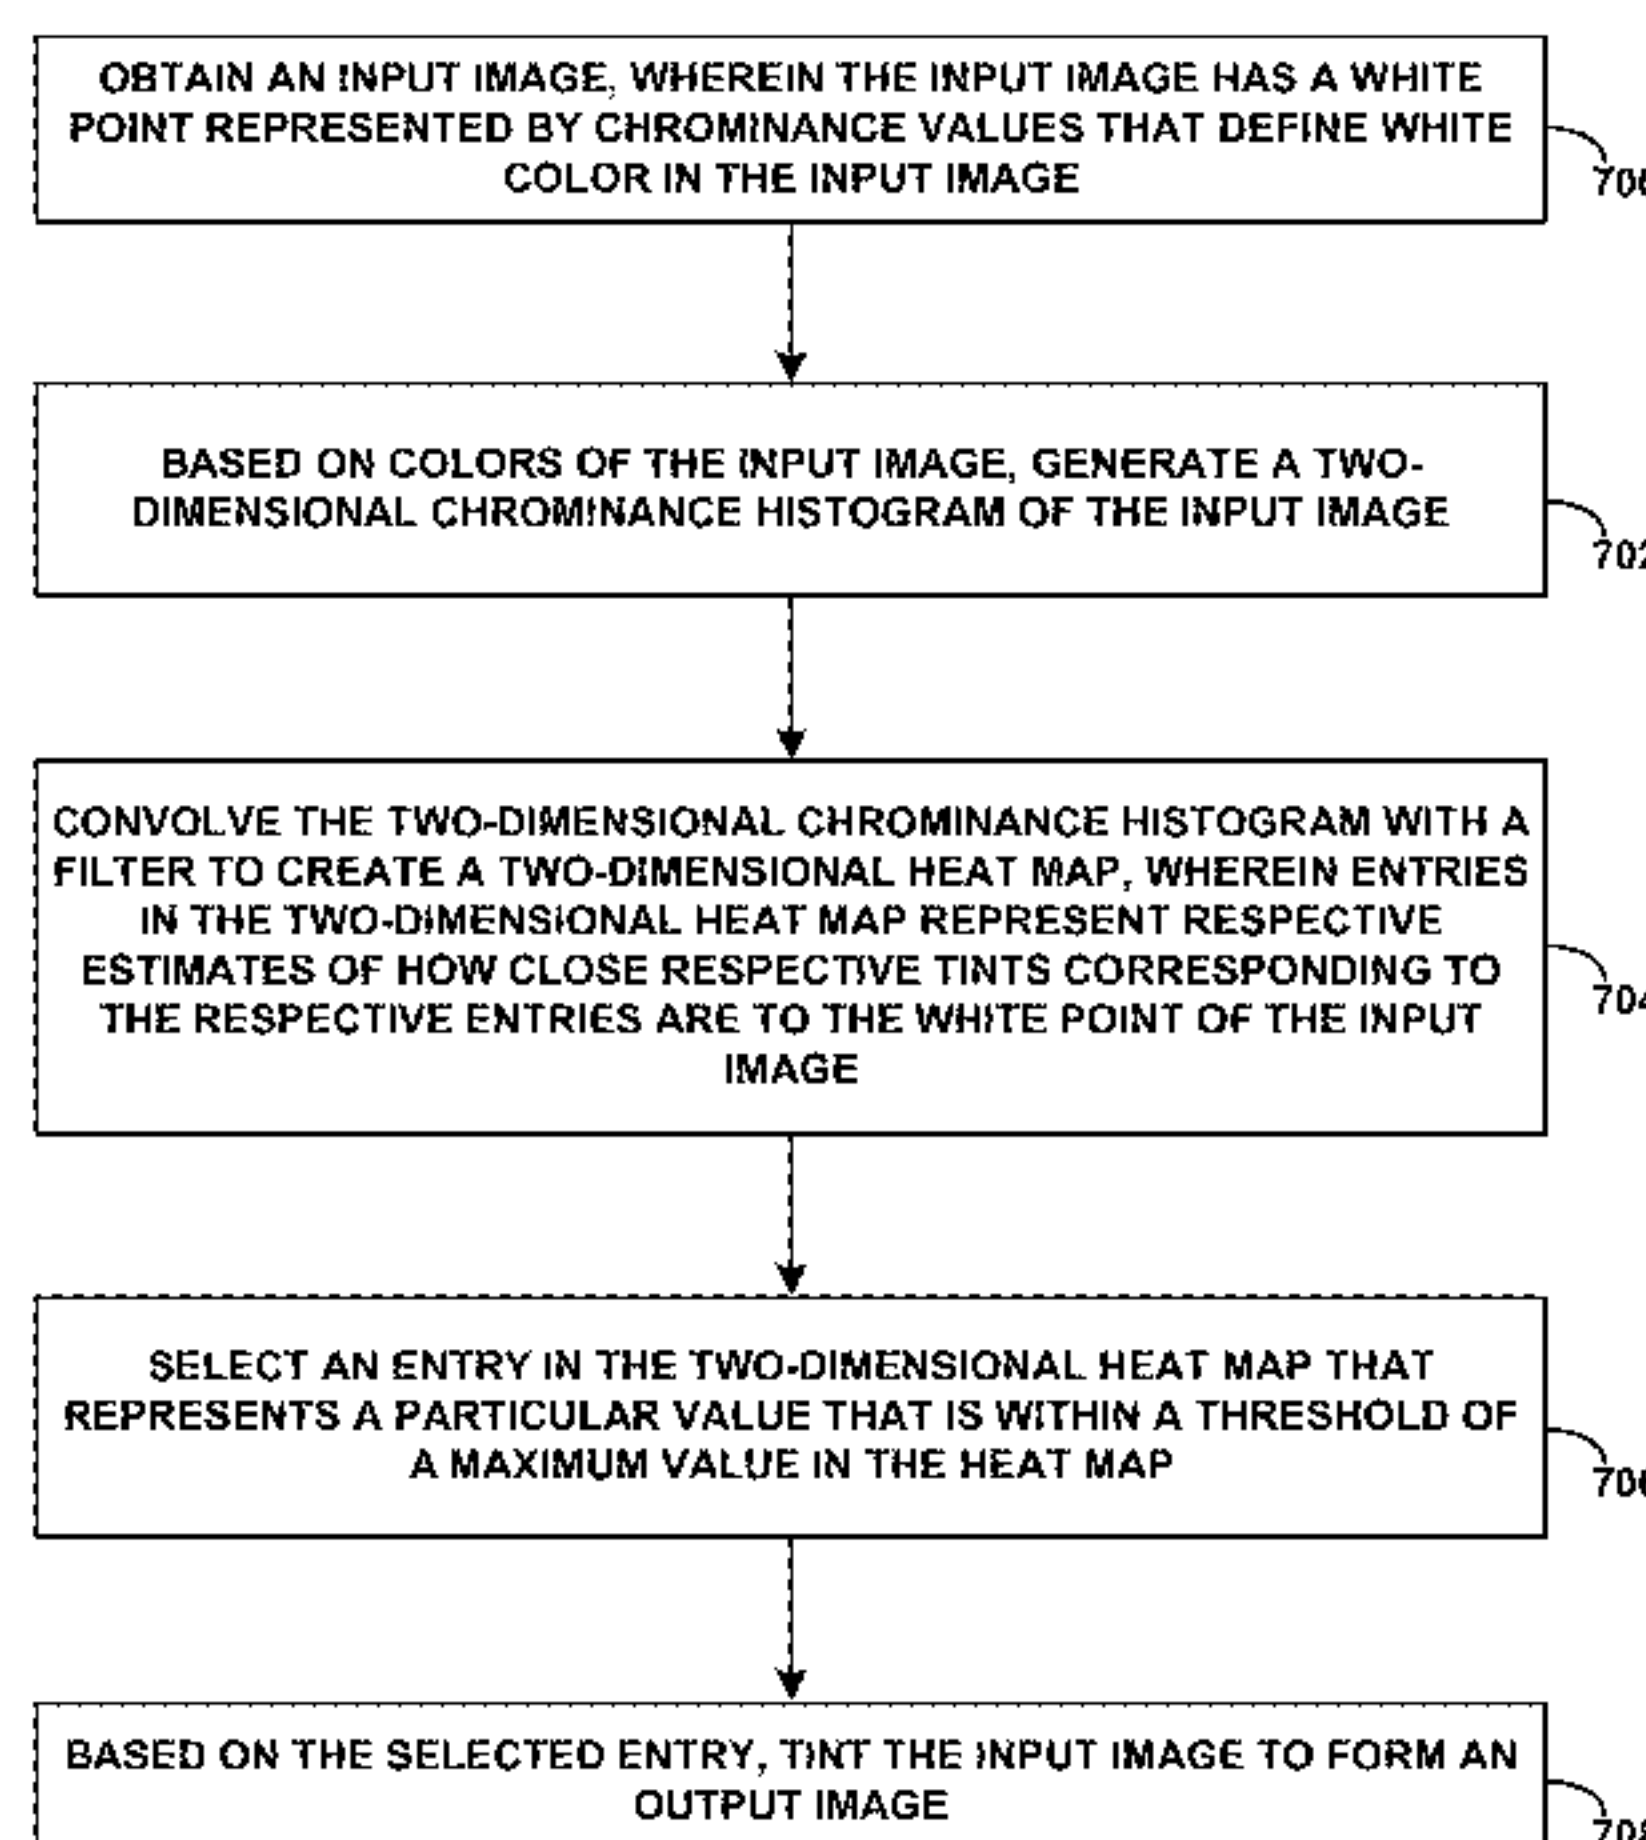 OBTAIN AN INPUT IMAGE, WHEREIN THE INPUT IMAGE HAS A WHITE
POINT REPRESENTED BY CHROMINANCE VALUES THAT DEFINE WHITE
COLOR IN THE INPUT IMAGE
BASED ON COLORS OF THE INPUT IMAGE, GENERATE A TWO-
DIMENSIONAL CHROMINANCE HISTOGRAM OF THE INPUT IMAGE
702
CONVOLVE THE TWO-DIMENSIONAL CHROMINANCE HISTOGRAM WITH A
FILTER TO CREATE A TWO-DIMENSIONAL HEAT MAP, WHEREIN ENTRIES
IN THE TWO-DIMENSIONAL HEAT MAP REPRESENT RESPECTIVE
ESTIMATES OF HOW CLOSE RESPECTIVE TINTS CORRESPONDING TO
THE RESPECTIVE ENTRIES ARE TO THE WHITE POINT OF THE INPUT
IMAGE
704
SELECT AN ENTRY IN THE TWO-DIMENSIONAL HEAT MAP THAT
REPRESENTS A PARTICULAR VALUE THAT IS WITHIN A THRESHOLD OF
A MAXIMUM VALUE IN THE HEAT MAP
BASED ON THE SELECTED ENTRY, TINT THE INPUT IMAGE TO FORM AN
OUTPUT IMAGE